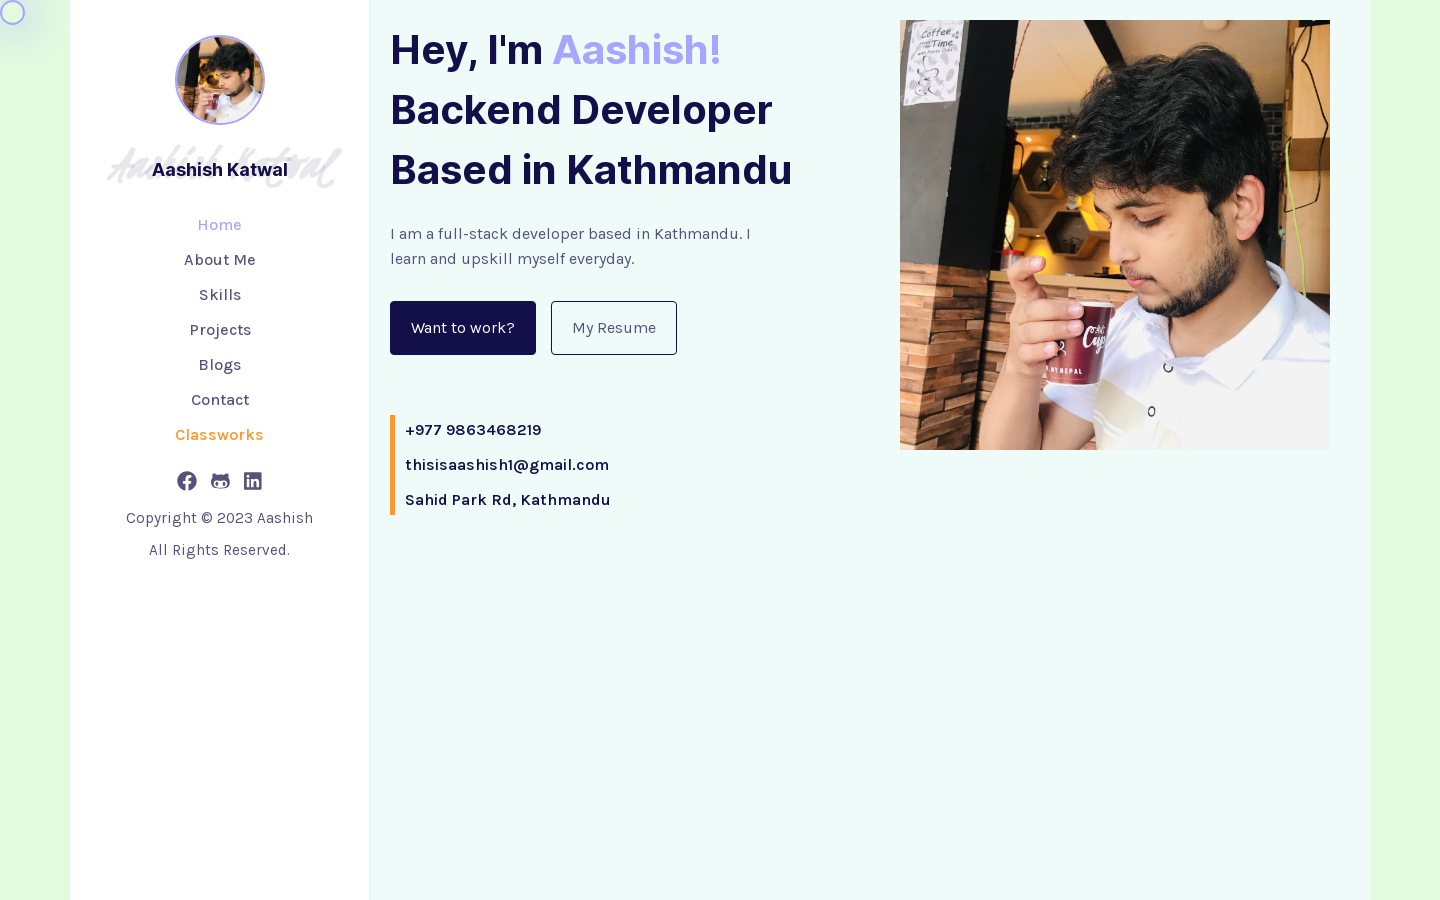 Aashish Katwal
Aashish Katwal
Home
About Me
Skills
Projects
Blogs
Contact
Classworks
Copyright © 2023 Aashish
All Rights Reserved.
Hey, I'm Aashish!
Backend Developer
Based in Kathmandu
I am a full-stack developer based in Kathmandu. I
learn and upskill myself everyday.
Want to work?
My Resume
+977 9863468219
thisisaashish1@gmail.com
Sahid Park Rd, Kathmandu
Coffee
Time
Cup